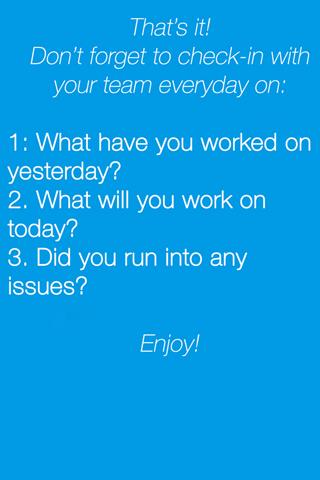 That’s it!
Don’t forget to check-in with
your team everyday on:
1: What have you worked on
yesterday?
2. What will you work on
today?
3. Did you run into any
issues?
Enjoy!